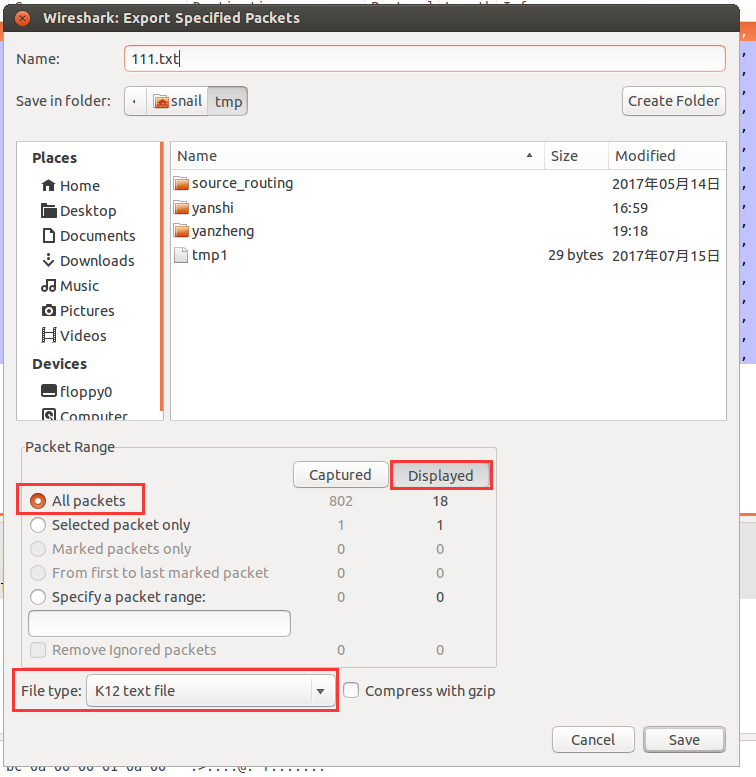 Wireshark: Export Specified Packets
Name: 111.txt
Save in folder: snail tmp Create Folder
Places
Home
Desktop
Documents
Downloads
Music
Pictures
Videos
Devices
floppy0
Computer
Name Size Modified
source_routing 2017年05月14日
yanshi 16:59
yanzheng 19:18
tmp1 29 bytes 2017年07月15日
Packet Range
Captured Displayed
All packets 802 18
Selected packet only 1 1
Marked packets only 0 0
From first to last marked packet 0 0
Specify a packet range: 0 0
Remove Ignored packets 0 0
File type: K12 text file Compress with gzip
Cancel Save